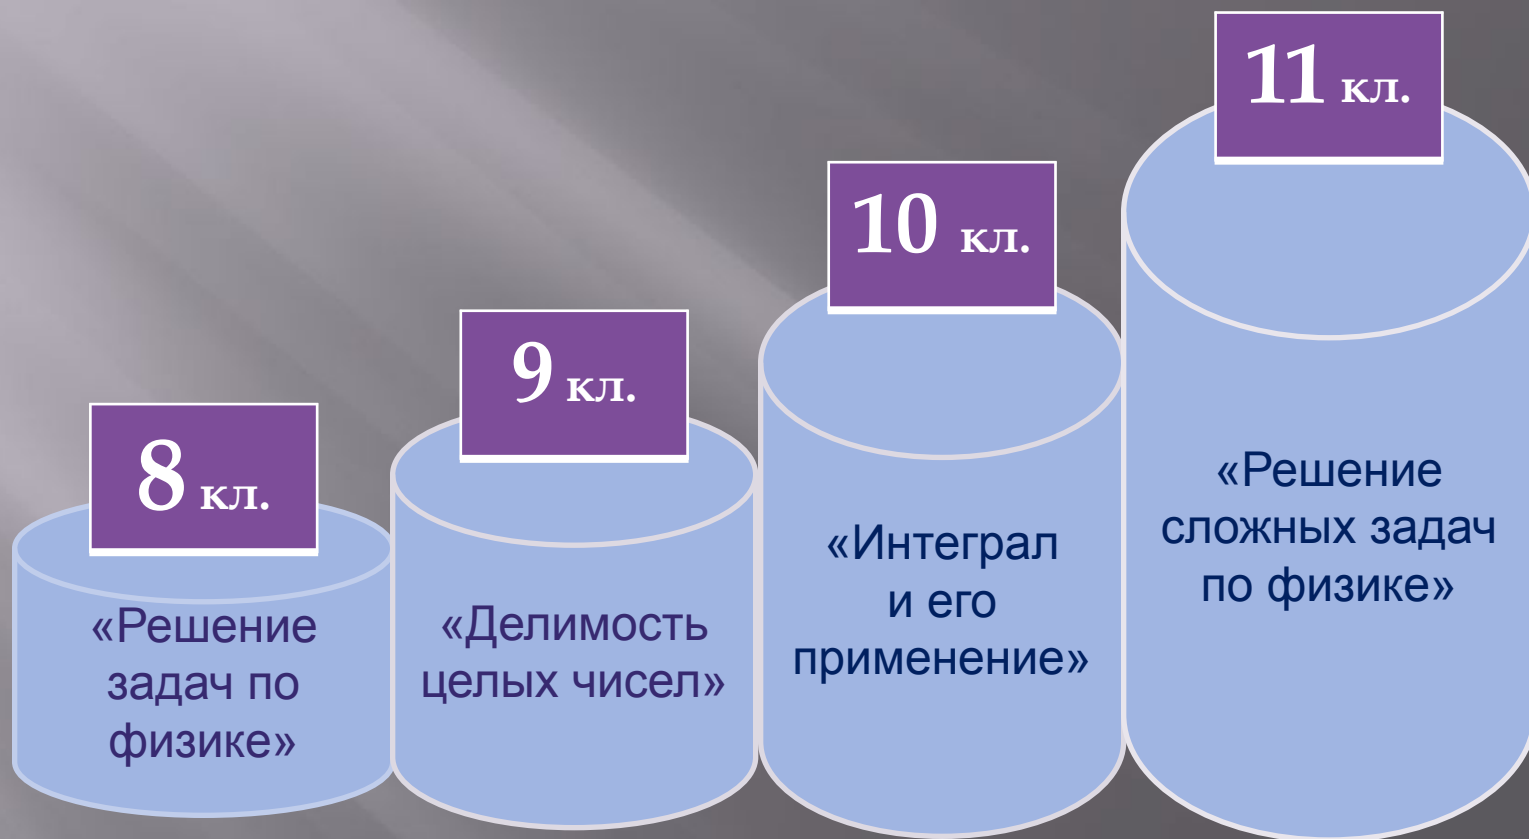 8 кл.
«Решение
задач по
физике»
9 кл.
«Делимость
целых чисел»
10 кл.
«Интеграл
и его
применение»
11 кл.
«Решение
сложных задач
по физике»